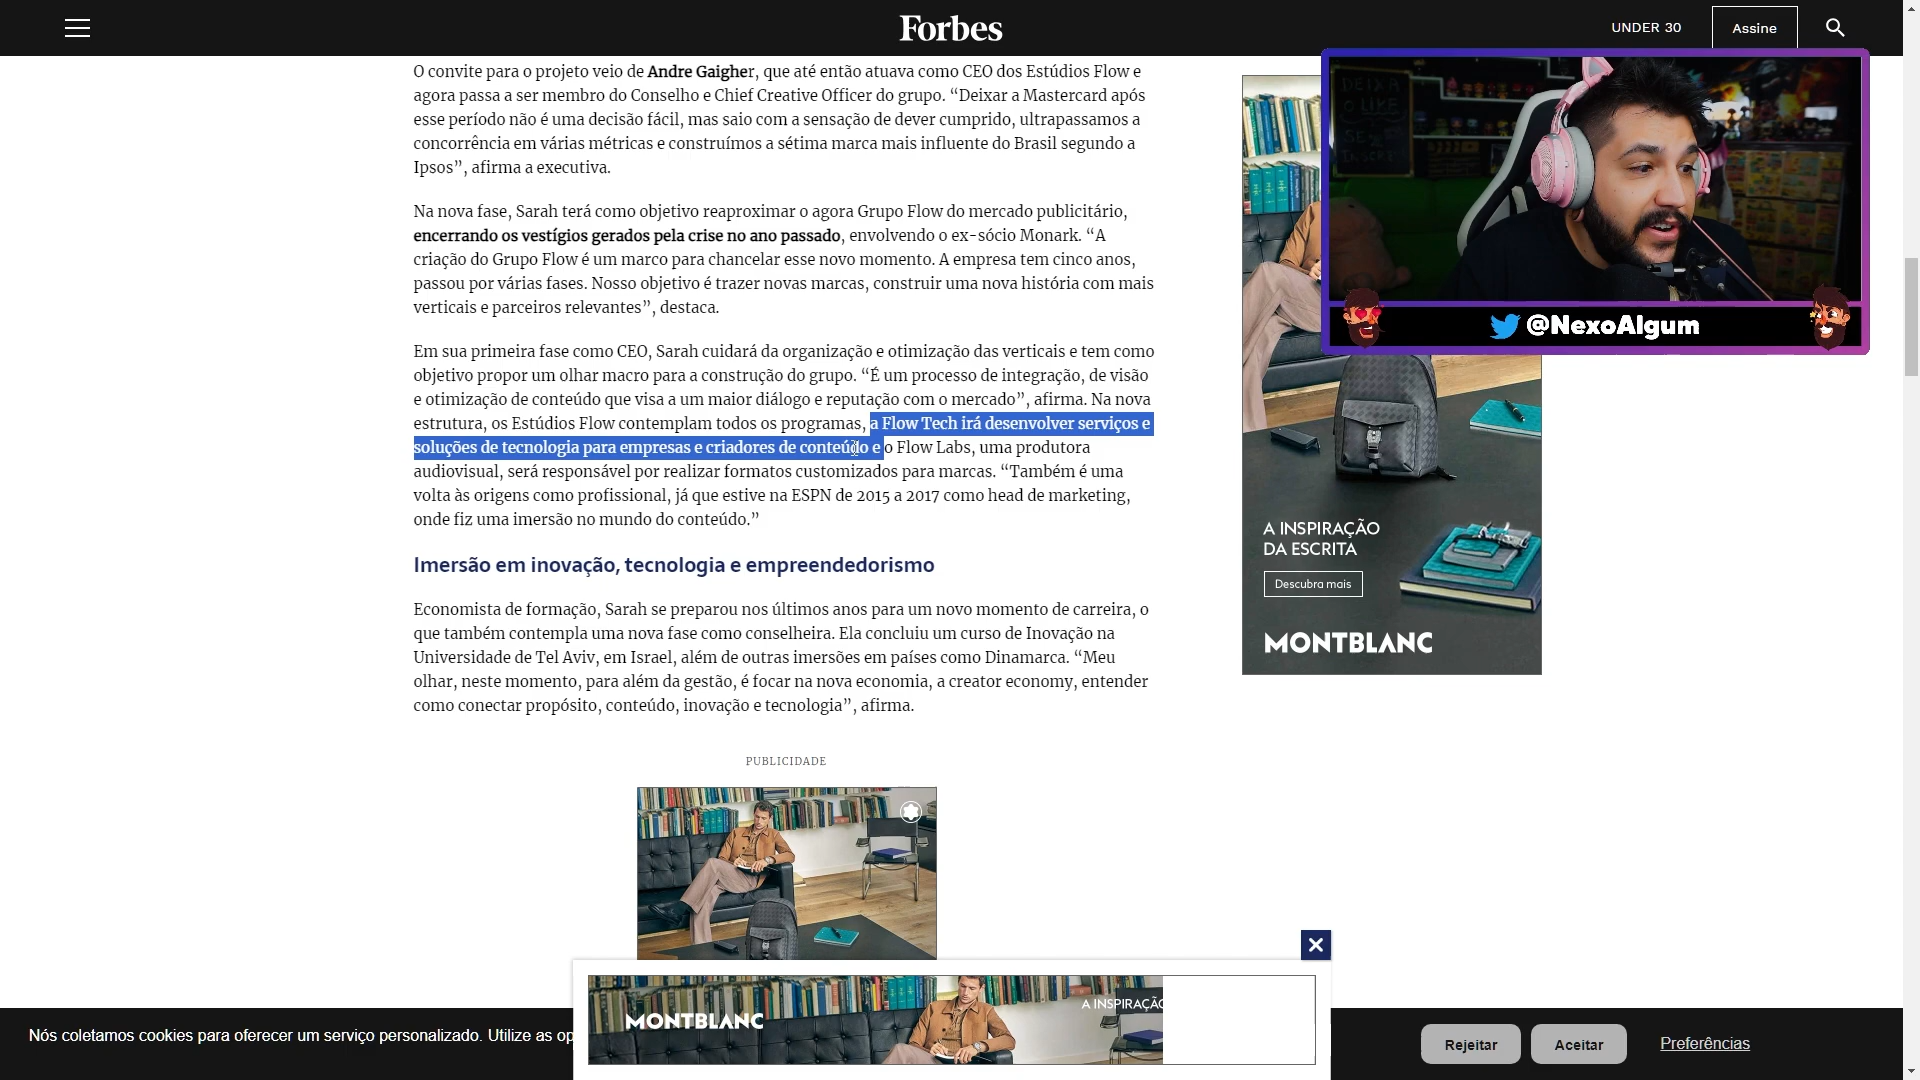 Forbes
UNDER 30
Assine
O convite para o projeto veio de Andre Gaigher, que até então atuava como CEO dos Estúdios Flow e
agora passa a ser membro do Conselho e Chief Creative Officer do grupo. “Deixar a Mastercard após
esse período não é uma decisão fácil, mas saio com a sensação de dever cumprido, ultrapassamos a
concorrência em várias métricas e construímos a sétima marca mais influente do Brasil segundo a
Ipsos”, afirma a executiva.
Na nova fase, Sarah terá como objetivo reaproximar o agora Grupo Flow do mercado publicitário,
encerrando os vestígios gerados pela crise no ano passado, envolvendo o ex-sócio Monark. “A
criação do Grupo Flow é um marco para chancelar esse novo momento. A empresa tem cinco anos,
passou por várias fases. Nosso objetivo é trazer novas marcas, construir uma nova história com mais
verticais e parceiros relevantes”, destaca.
Em sua primeira fase como CEO, Sarah cuidará da organização e otimização das verticais e tem como
objetivo propor um olhar macro para a construção do grupo. “É um processo de integração, de visão
e otimização de conteúdo que visa a um maior diálogo e reputação com o mercado”, afirma. Na nova
estrutura, os Estúdios Flow contemplam todos os programas, a Flow Tech irá desenvolver serviços e
soluções de tecnologia para empresas e criadores de conteúdo e o Flow Labs, uma produtora
audiovisual, será responsável por realizar formatos customizados para marcas. “Também é uma
volta às origens como profissional, já que estive na ESPN de 2015 a 2017 como head de marketing,
onde fiz uma imersão no mundo do conteúdo.”
Imersão em inovação, tecnologia e empreendedorismo
Economista de formação, Sarah se preparou nos últimos anos para um novo momento de carreira, o
que também contempla uma nova fase como conselheira. Ela concluiu um curso de Inovação na
Universidade de Tel Aviv, em Israel, além de outras imersões em países como Dinamarca. “Meu
olhar, neste momento, para além da gestão, é focar na nova economia, a creator economy, entender
como conectar propósito, conteúdo, inovação e tecnologia”, afirma.
PUBLICIDADE
DEIXA
O LIKE
SE
INSCR
@NexoAlgum
A INSPIRAÇÃO
DA ESCRITA
Descubra mais
MONTBLANC
MONTBLANC
A INSPIRAÇÃO
Nós coletamos cookies para oferecer um serviço personalizado. Utilize as op
Rejeitar
Aceitar
Preferências